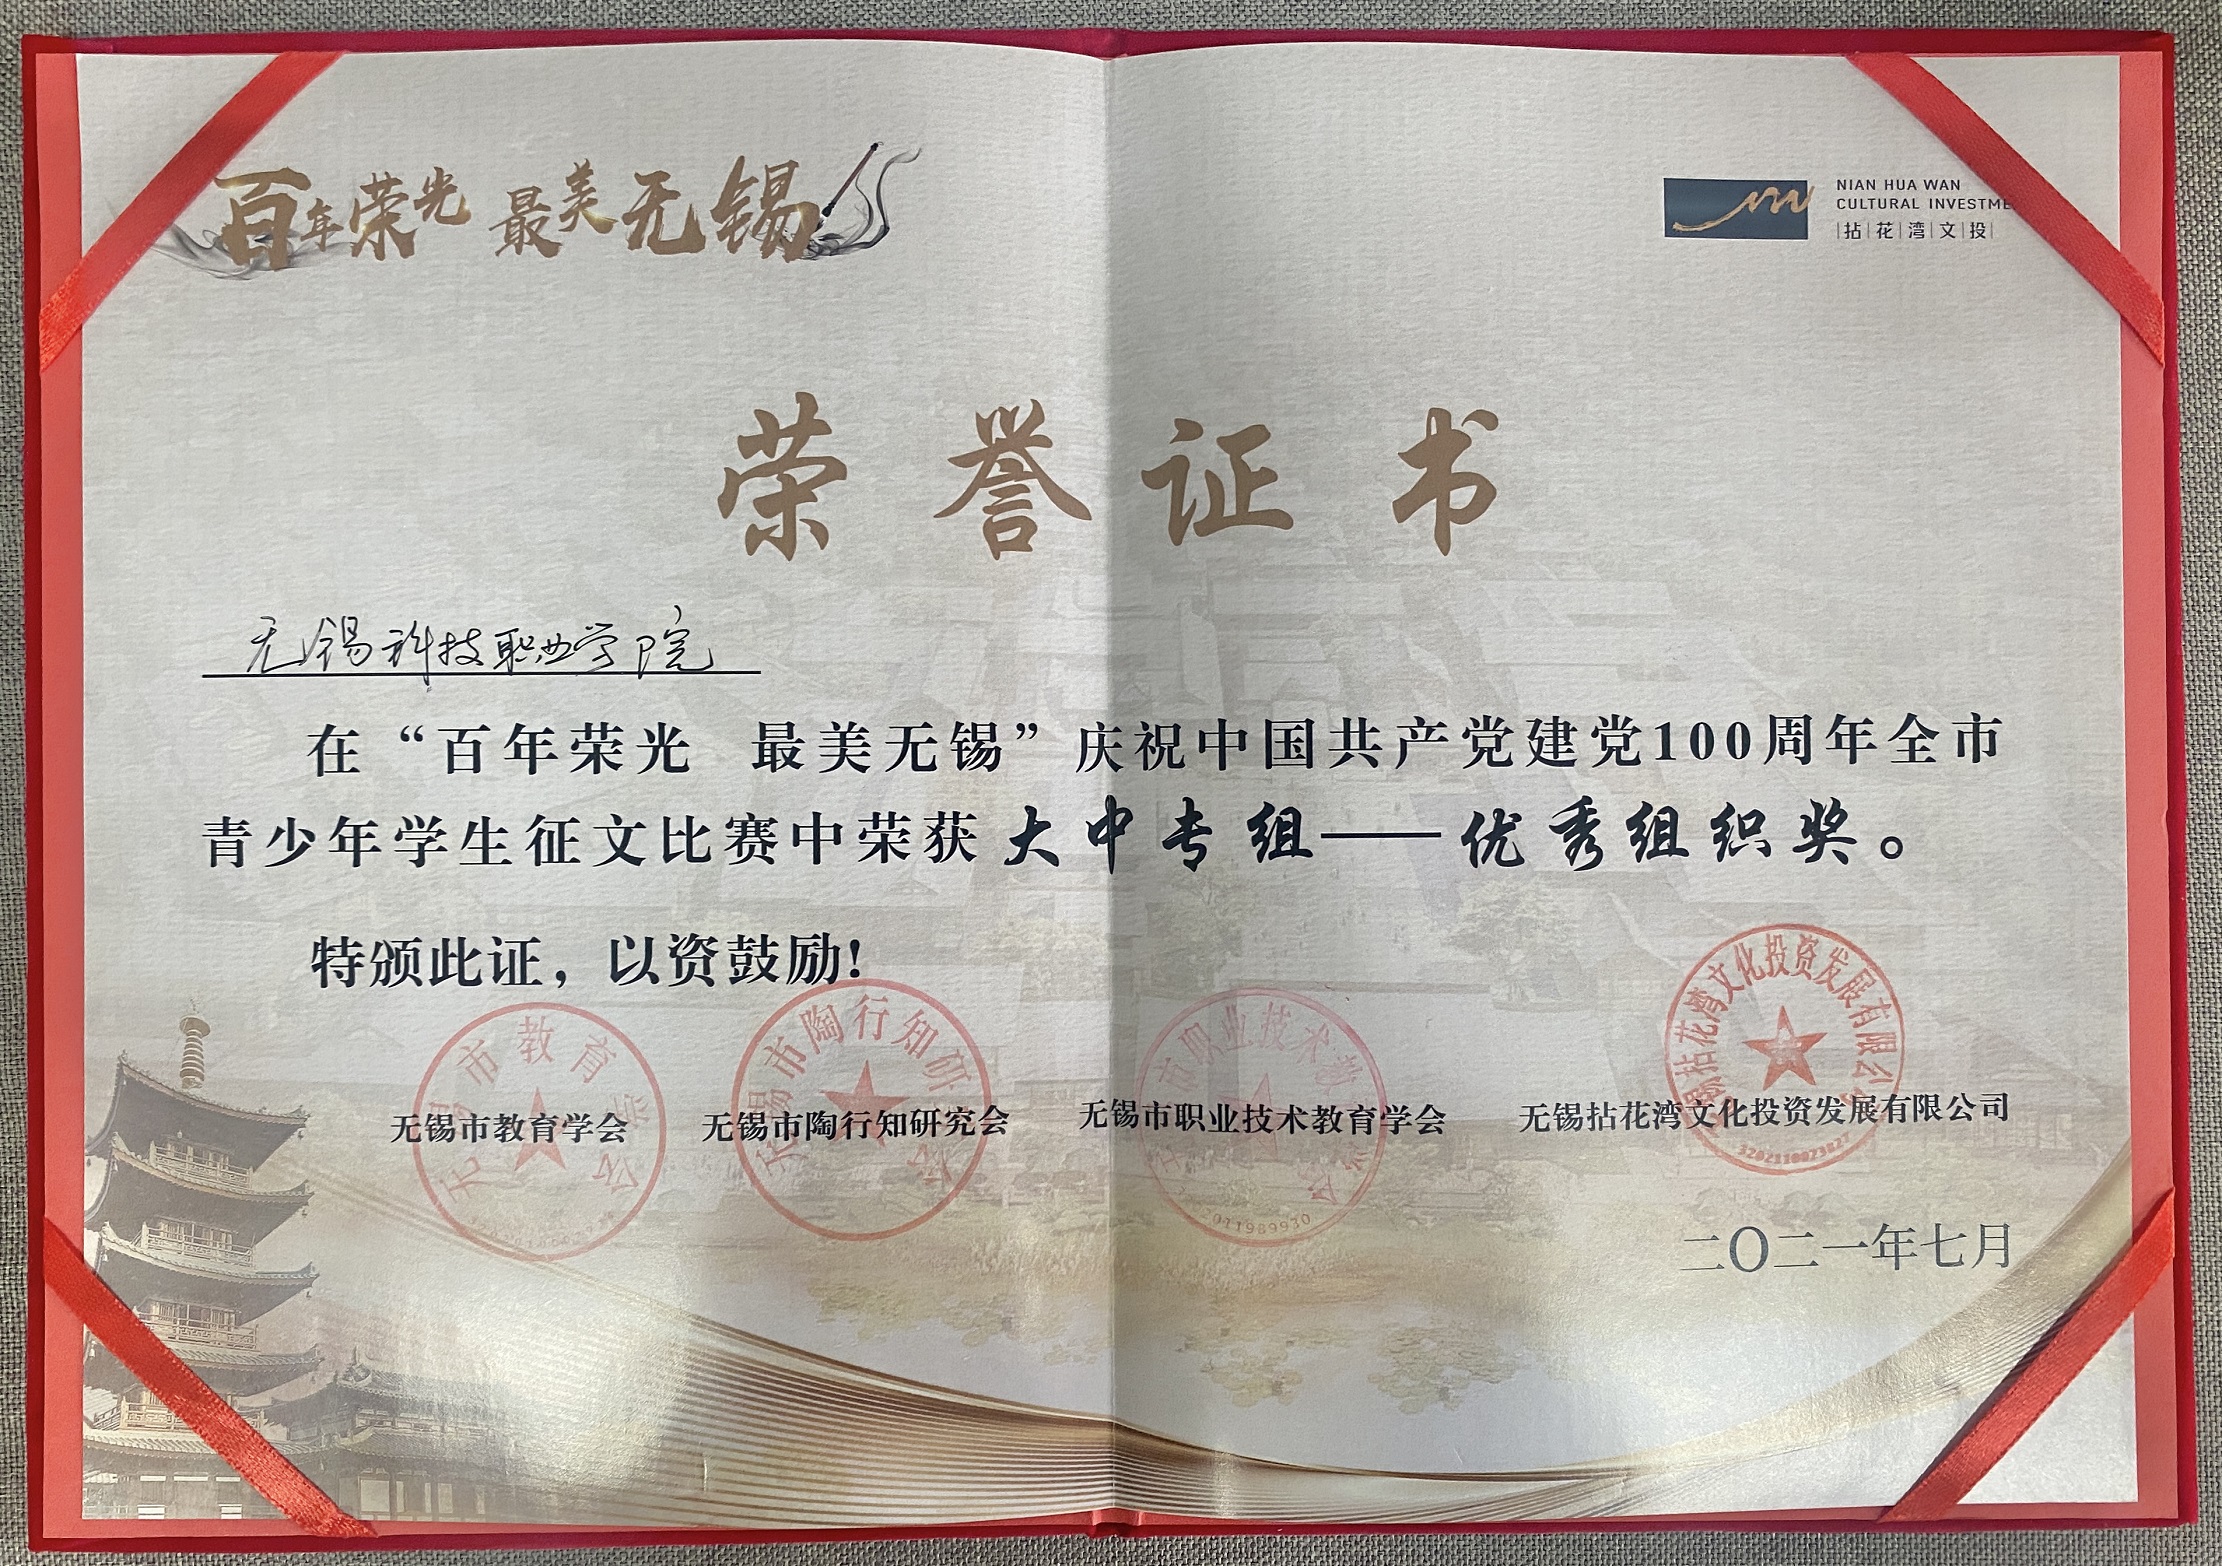 百年荣光 最美无锡
NIAN HUA WAN
CULTURAL INVESTME
拈花湾文投
荣誉证书
无锡科技职业学院
在“百年荣光 最美无锡”庆祝中国共产党建党100周年全市
青少年学生征文比赛中荣获大中专组——优秀组织奖。
特颁此证，以资鼓励!
无锡市教育学会
无锡市陶行知研究会
无锡市职业技术教育学会
无锡拈花湾文化投资发展有限公司
二〇二一年七月